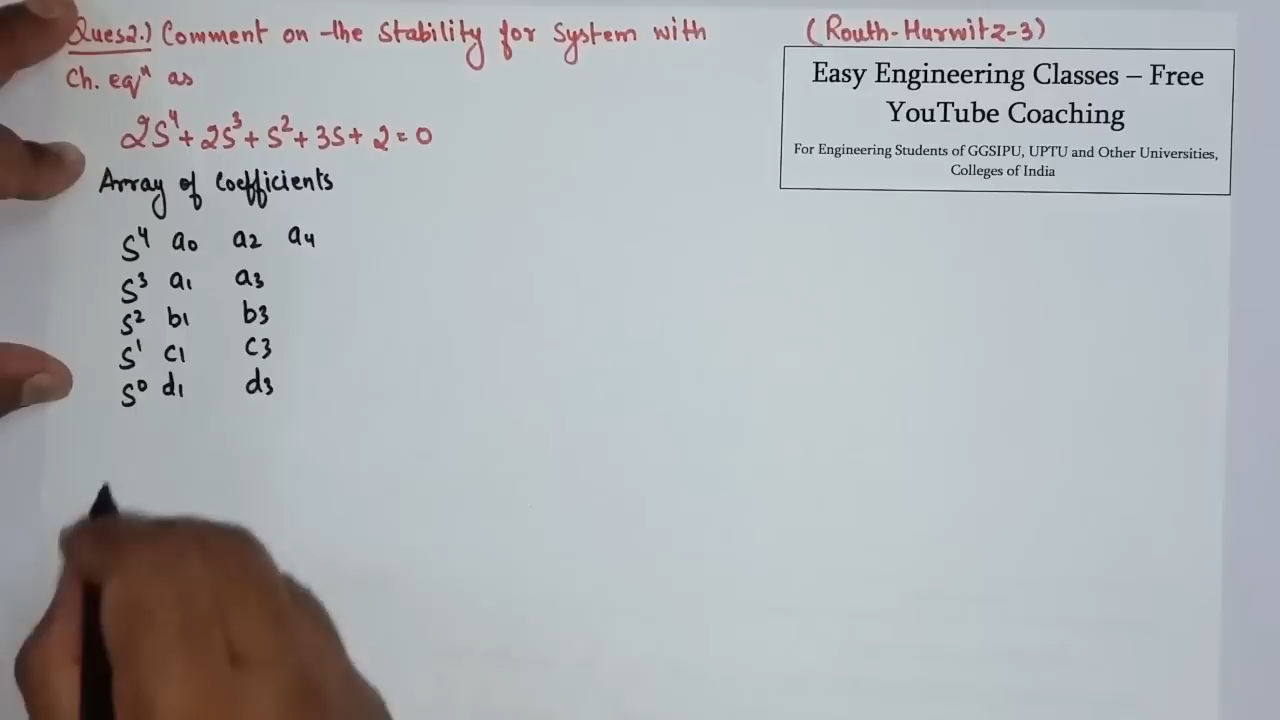 Ques2.) Comment on the Stability for System with
(Routh-Hurwitz-3)
Ch. eqⁿ as
2S⁴+2S³+S²+3S+2=0
Array of Coefficients
S⁴ a₀ a₂ a₄
S³ a₁ a₃
S² b₁ b₃
S¹ c₁ c₃
S⁰ d₁ d₃
Easy Engineering Classes – Free
YouTube Coaching
For Engineering Students of GGSIPU, UPTU and Other Universities,
Colleges of India